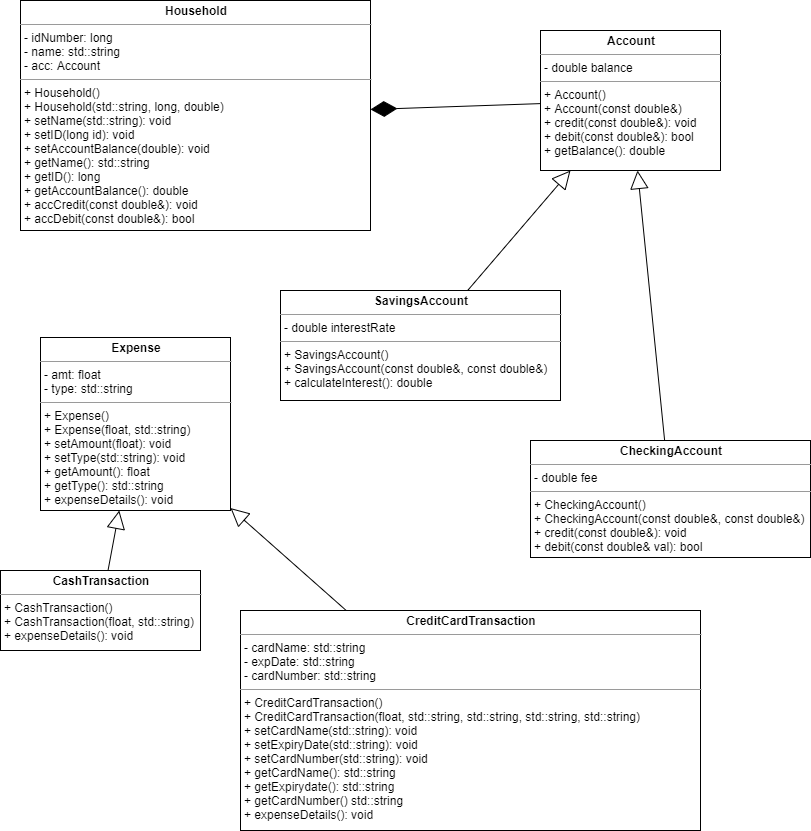 Household
- idNumber: long
- name: std::string
- acc: Account
+ Household()
+ Household(std::string, long, double)
+ setName(std::string): void
+ setID(long id): void
+ setAccountBalance(double): void
+ getName(): std::string
+ getID(): long
+ getAccountBalance(): double
+ accCredit(const double&): void
+ accDebit(const double&): bool
Account
- double balance
+ Account()
+ Account(const double&)
+ credit(const double&): void
+ debit(const double&): bool
+ getBalance(): double
SavingsAccount
- double interestRate
+ SavingsAccount()
+ SavingsAccount(const double&, const double&)
+ calculateInterest(): double
Expense
- amt: float
- type: std::string
+ Expense()
+ Expense(float, std::string)
+ setAmount(float): void
+ setType(std::string): void
+ getAmount(): float
+ getType(): std::string
+ expenseDetails(): void
CheckingAccount
- double fee
+ CheckingAccount()
+ CheckingAccount(const double&, const double&)
+ credit(const double&): void
+ debit(const double& val): bool
CashTransaction
+ CashTransaction()
+ CashTransaction(float, std::string)
+ expenseDetails(): void
CreditCardTransaction
- cardName: std::string
- expDate: std::string
- cardNumber: std::string
+ CreditCardTransaction()
+ CreditCardTransaction(float, std::string, std::string, std::string, std::string)
+ setCardName(std::string): void
+ setExpiryDate(std::string): void
+ setCardNumber(std::string): void
+ getCardName(): std::string
+ getExpirydate(): std::string
+ getCardNumber() std::string
+ expenseDetails(): void